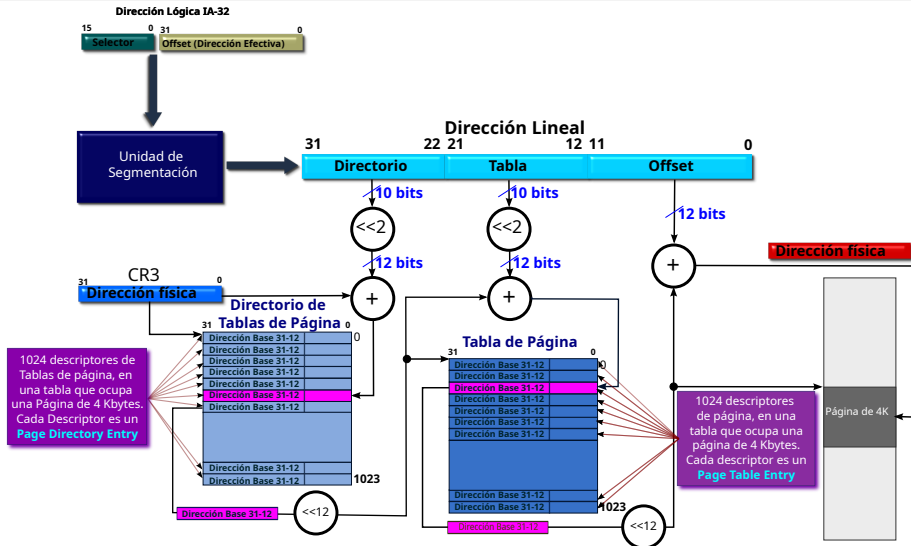 Dirección Lógica IA-32
15 0 31 0
Selector Offset (Dirección Efectiva)
Unidad de
Segmentación
Dirección Lineal
31 22 21 12 11 0
Directorio Tabla Offset
10 bits 10 bits 12 bits
<<2 <<2
12 bits 12 bits
+ + +
Dirección física
CR3
31 0
Dirección física
Directorio de
Tablas de Página
31 0
Dirección Base 31-12 0
Dirección Base 31-12
Dirección Base 31-12
Dirección Base 31-12
Dirección Base 31-12
Dirección Base 31-12
Dirección Base 31-12
Dirección Base 31-12
Dirección Base 31-12 1023
1024 descriptores de
Tablas de página, en
una tabla que ocupa
una Página de 4 Kbytes.
Cada Descriptor es un
Page Directory Entry
Dirección Base 31-12
<<12
Tabla de Página
31 0
Dirección Base 31-12 0
Dirección Base 31-12
Dirección Base 31-12
Dirección Base 31-12
Dirección Base 31-12
Dirección Base 31-12
Dirección Base 31-12
Dirección Base 31-12
Dirección Base 31-12 1023
Dirección Base 31-12
<<12
1024 descriptores
de página, en una
tabla que ocupa una
página de 4 Kbytes.
Cada descriptor es un
Page Table Entry
Página de 4K